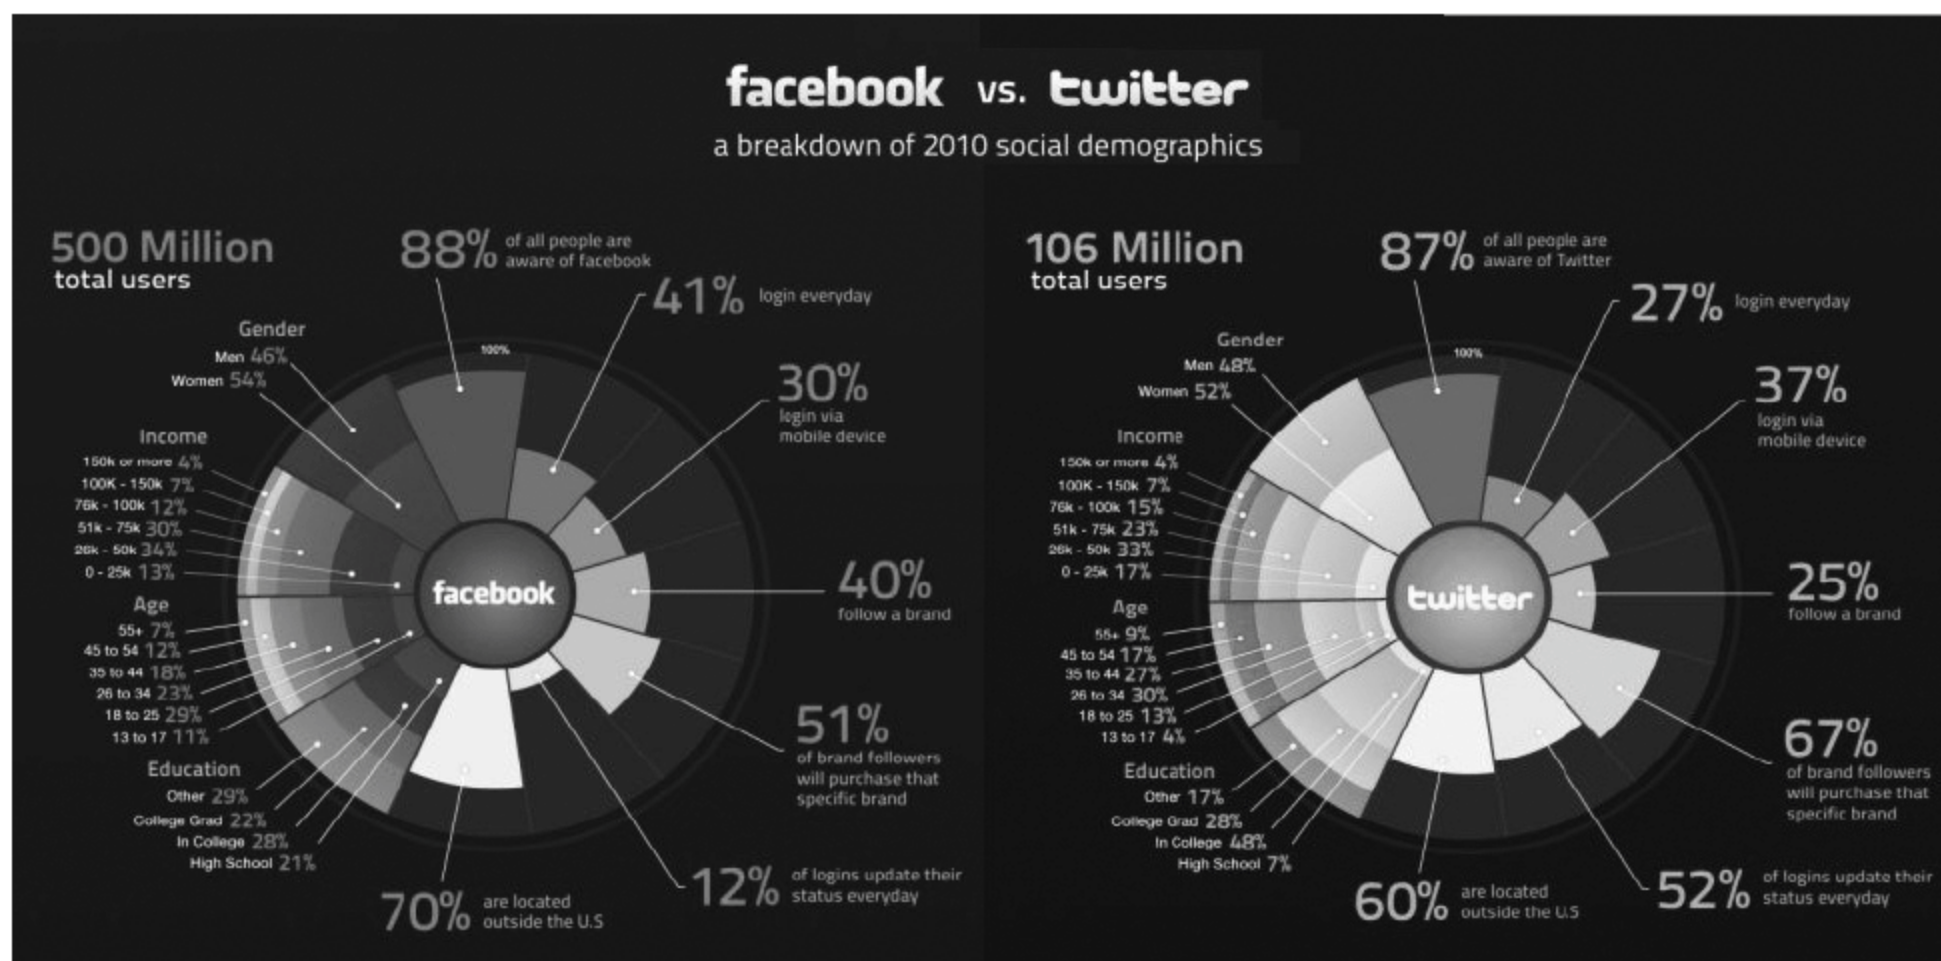 facebook vs. twitter
a breakdown of 2010 social demographics
500 Million
total users
88% of all people are
aware of facebook
41% login everyday
30%
login via
mobile device
40%
follow a brand
51%
of brand followers
will purchase that
specific brand
12% of logins update their
status everyday
70% are located
outside the U.S
Gender
Men 46%
Women 54%
Income
150k or more 4%
100K - 150k 7%
76k - 100k 12%
51k - 75k 30%
26k - 50k 34%
0 - 25k 13%
Age
55+ 7%
45 to 54 12%
35 to 44 18%
26 to 34 23%
18 to 25 29%
13 to 17 11%
Education
Other 29%
College Grad 22%
In College 28%
High School 21%
100%
facebook
106 Million
total users
87% of all people are
aware of Twitter
27% login everyday
37%
login via
mobile device
25%
follow a brand
67%
of brand followers
will purchase that
specific brand
52% of logins update their
status everyday
60% are located
outside the U.S
Gender
Men 48%
Women 52%
Income
150k or more 4%
100K - 150k 7%
76k - 100k 15%
51k - 75k 23%
26k - 50k 33%
0 - 25k 17%
Age
55+ 9%
45 to 54 17%
35 to 44 27%
26 to 34 30%
18 to 25 13%
13 to 17 4%
Education
Other 17%
College Grad 28%
In College 48%
High School 7%
100%
twitter